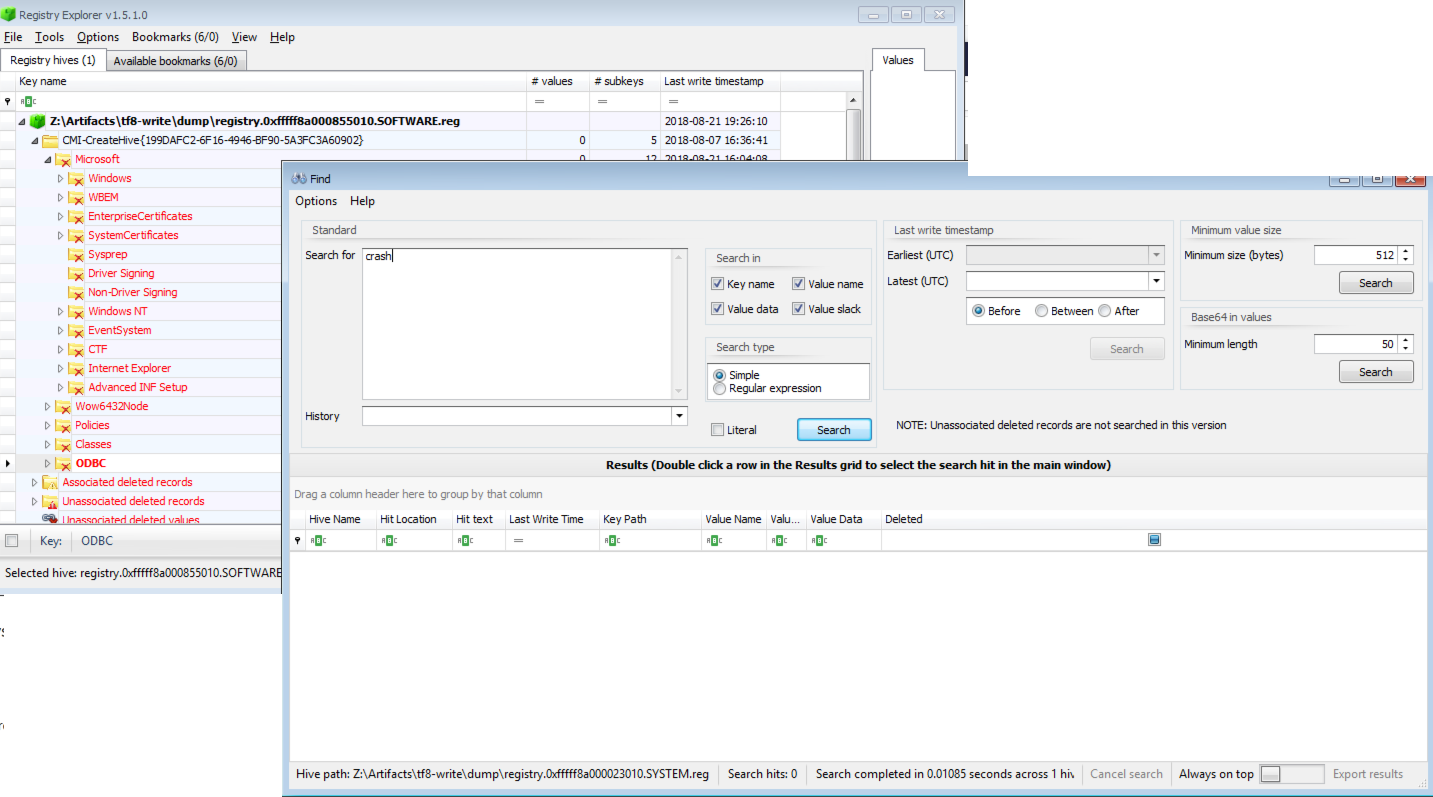 Registry Explorer v1.5.1.0
File Tools Options Bookmarks (6/0) View Help
Registry hives (1) Available bookmarks (6/0)
Values
Key name # values # subkeys Last write timestamp
ABC = = =
Z:\Artifacts\tf8-write\dump\registry.0xfffff8a000855010.SOFTWARE.reg 2018-08-21 19:26:10
CMI-CreateHive{199DAFC2-6F16-4946-BF90-5A3FC3A60902} 0 5 2018-08-07 16:36:41
Microsoft 0 12 2018-08-21 16:04:08
Windows
WBEM
EnterpriseCertificates
SystemCertificates
Sysprep
Driver Signing
Non-Driver Signing
Windows NT
EventSystem
CTF
Internet Explorer
Advanced INF Setup
Wow6432Node
Policies
Classes
ODBC
Associated deleted records
Unassociated deleted records
Unassociated deleted values
Key: ODBC
Selected hive: registry.0xfffff8a000855010.SOFTWARE
Find
Options Help
Standard
Search for crash
History
Search in
Key name Value name
Value data Value slack
Search type
Simple
Regular expression
Literal Search
Last write timestamp
Earliest (UTC)
Latest (UTC)
Before Between After
Search
Minimum value size
Minimum size (bytes) 512
Search
Base64 in values
Minimum length 50
Search
NOTE: Unassociated deleted records are not searched in this version
Results (Double click a row in the Results grid to select the search hit in the main window)
Drag a column header here to group by that column
Hive Name Hit Location Hit text Last Write Time Key Path Value Name Valu... Value Data Deleted
ABC ABC ABC = ABC ABC ABC ABC
Hive path: Z:\Artifacts\tf8-write\dump\registry.0xfffff8a000023010.SYSTEM.reg Search hits: 0 Search completed in 0.01085 seconds across 1 hiv Cancel search Always on top Export results